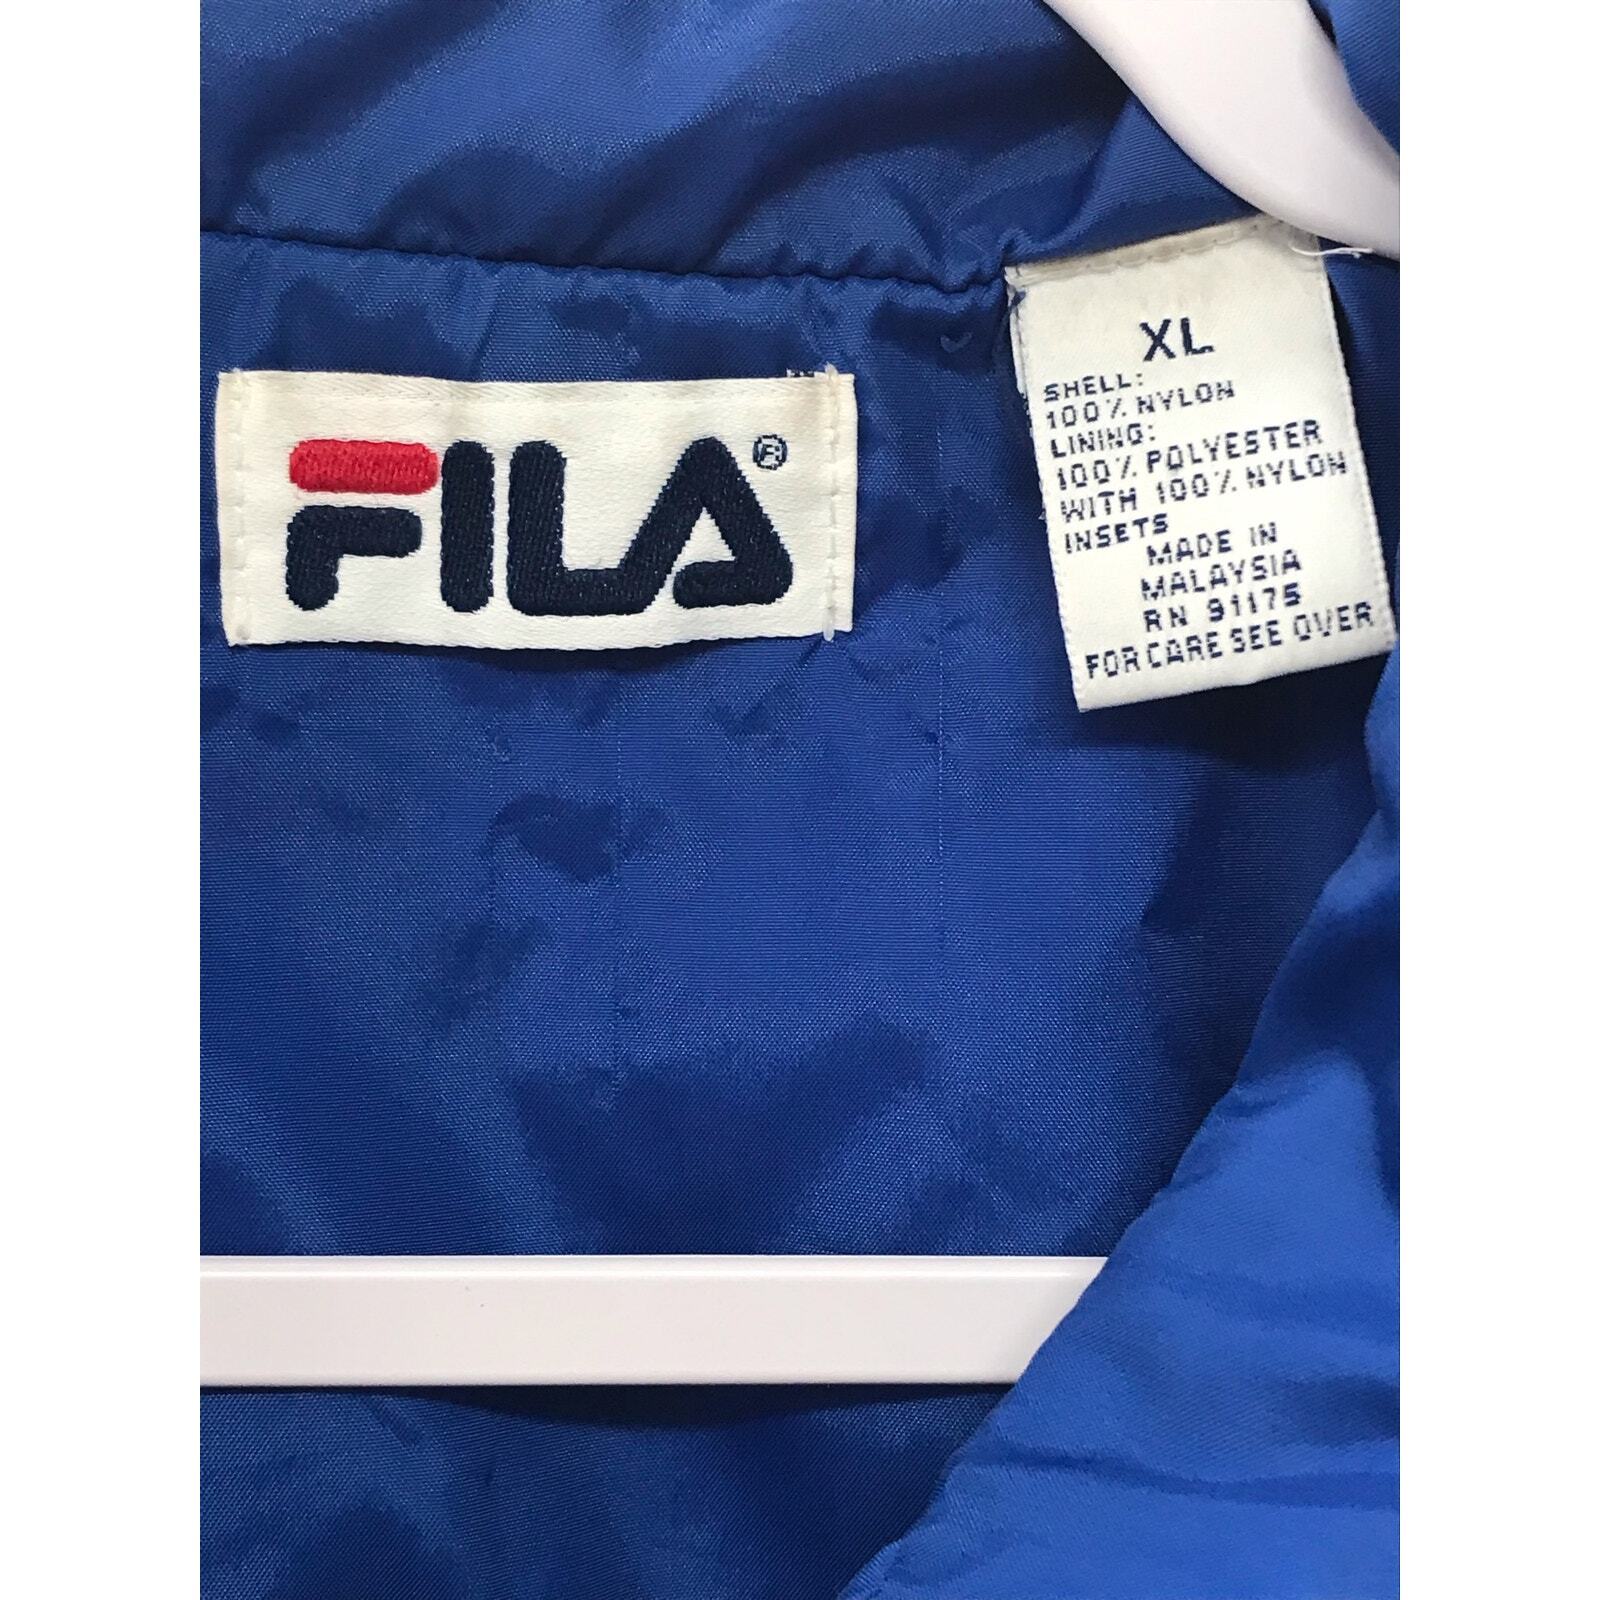 FILA®
XL
SHELL:
100% NYLON
LINING:
100% POLYESTER
WITH 100% NYLON
INSETS
MADE IN
MALAYSIA
RN 91175
FOR CARE SEE OVER